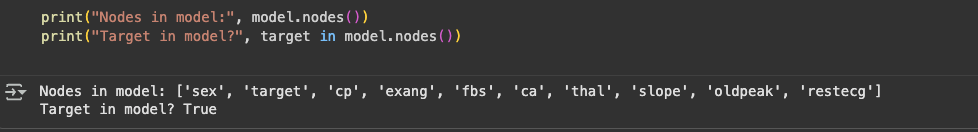 print("Nodes in model:", model.nodes())
print("Target in model?", target in model.nodes())
Nodes in model: ['sex', 'target', 'cp', 'exang', 'fbs', 'ca', 'thal', 'slope', 'oldpeak', 'restecg']
Target in model? True